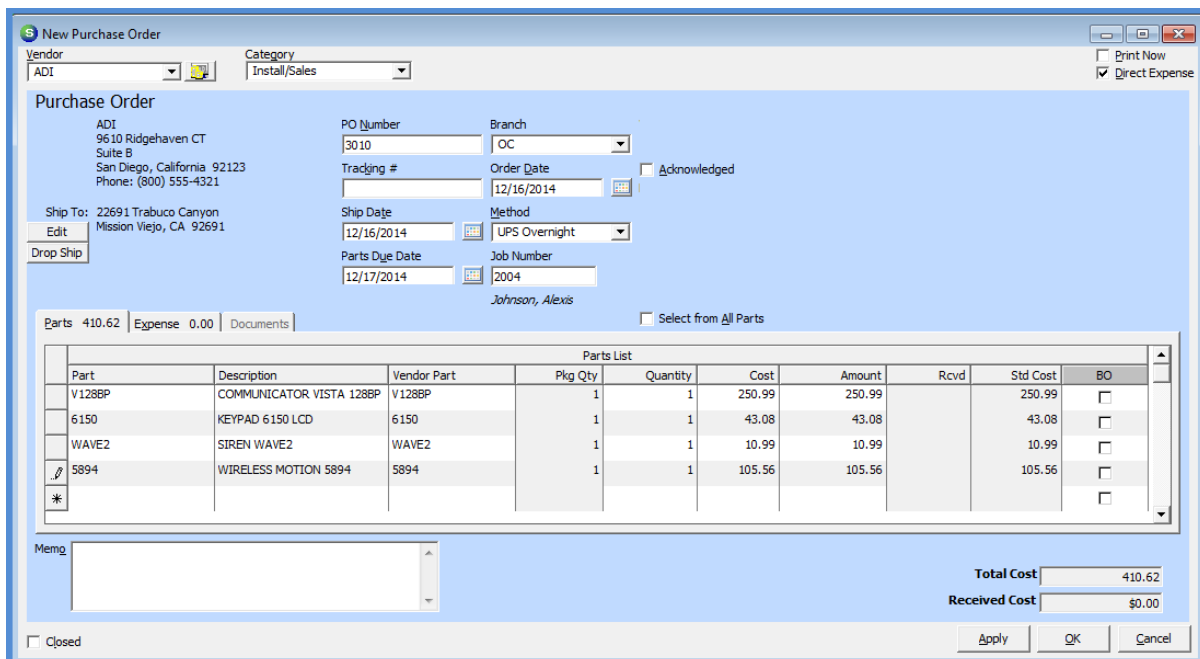 S New Purchase Order
Vendor Category Print Now
ADI Install/Sales Direct Expense
Purchase Order
ADI PO Number Branch
9610 Ridgehaven CT 3010 OC
Suite B
San Diego, California 92123 Tracking # Order Date Acknowledged
Phone: (800) 555-4321 12/16/2014
Ship To: 22691 Trabuco Canyon Ship Date Method
Edit Mission Viejo, CA 92691 12/16/2014 UPS Overnight
Drop Ship Parts Due Date Job Number
12/17/2014 2004
Johnson, Alexis
Parts 410.62 Expense 0.00 Documents Select from All Parts
Parts List
Part Description Vendor Part Pkg Qty Quantity Cost Amount Rcvd Std Cost BO
V128BP COMMUNICATOR VISTA 128BP V128BP 1 1 250.99 250.99 250.99
6150 KEYPAD 6150 LCD 6150 1 1 43.08 43.08 43.08
WAVE2 SIREN WAVE2 WAVE2 1 1 10.99 10.99 10.99
5894 WIRELESS MOTION 5894 5894 1 1 105.56 105.56 105.56
Memo
Total Cost 410.62
Received Cost $0.00
Closed Apply OK Cancel